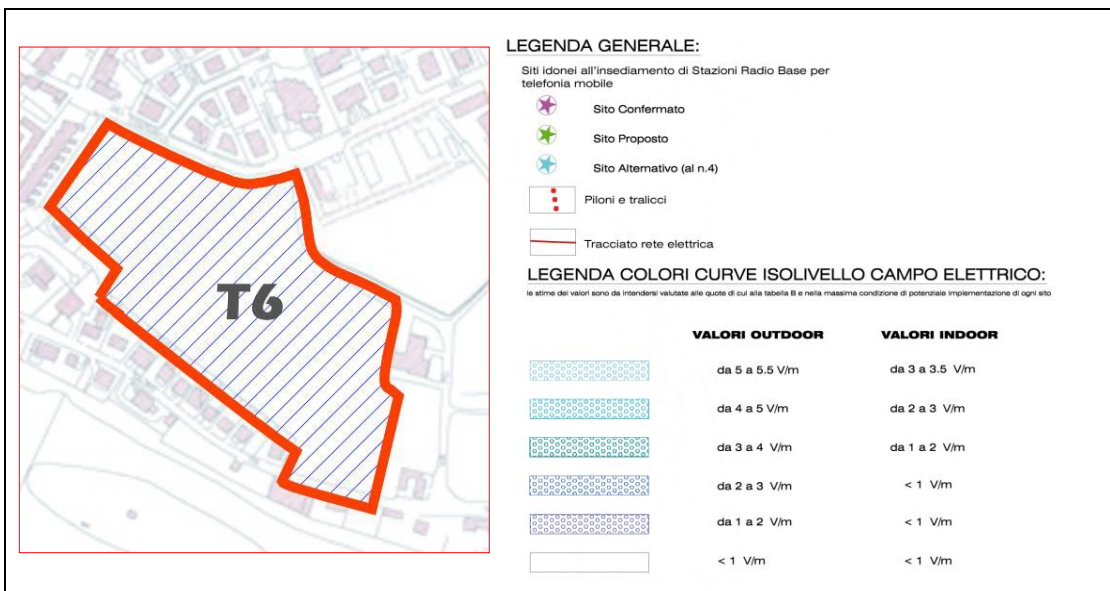 T6
LEGENDA GENERALE:
Siti idonei all'insediamento di Stazioni Radio Base per
telefonia mobile
Sito Confermato
Sito Proposto
Sito Alternativo (al n.4)
Piloni e tralicci
Tracciato rete elettrica
LEGENDA COLORI CURVE ISOLIVELLO CAMPO ELETTRICO:
le stime dei valori sono da intendersi valutate alle quote di cui alla tabella B e nella massima condizione di potenziale implementazione di ogni sito
VALORI OUTDOOR VALORI INDOOR
da 5 a 5.5 V/m da 3 a 3.5 V/m
da 4 a 5 V/m da 2 a 3 V/m
da 3 a 4 V/m da 1 a 2 V/m
da 2 a 3 V/m < 1 V/m
da 1 a 2 V/m < 1 V/m
< 1 V/m < 1 V/m